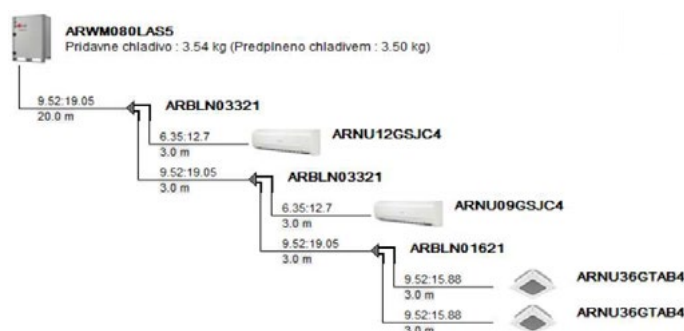 ARWM080LAS5
Pridavne chladivo : 3.54 kg (Predplneno chladivem : 3.50 kg)
9.52:19.05
20.0 m
ARBLN03321
6.35:12.7
3.0 m
ARNU12GSJC4
9.52:19.05
3.0 m
ARBLN03321
6.35:12.7
3.0 m
ARNU09GSJC4
9.52:19.05
3.0 m
ARBLN01621
9.52:15.88
3.0 m
ARNU36GTAB4
9.52:15.88
3.0 m
ARNU36GTAB4